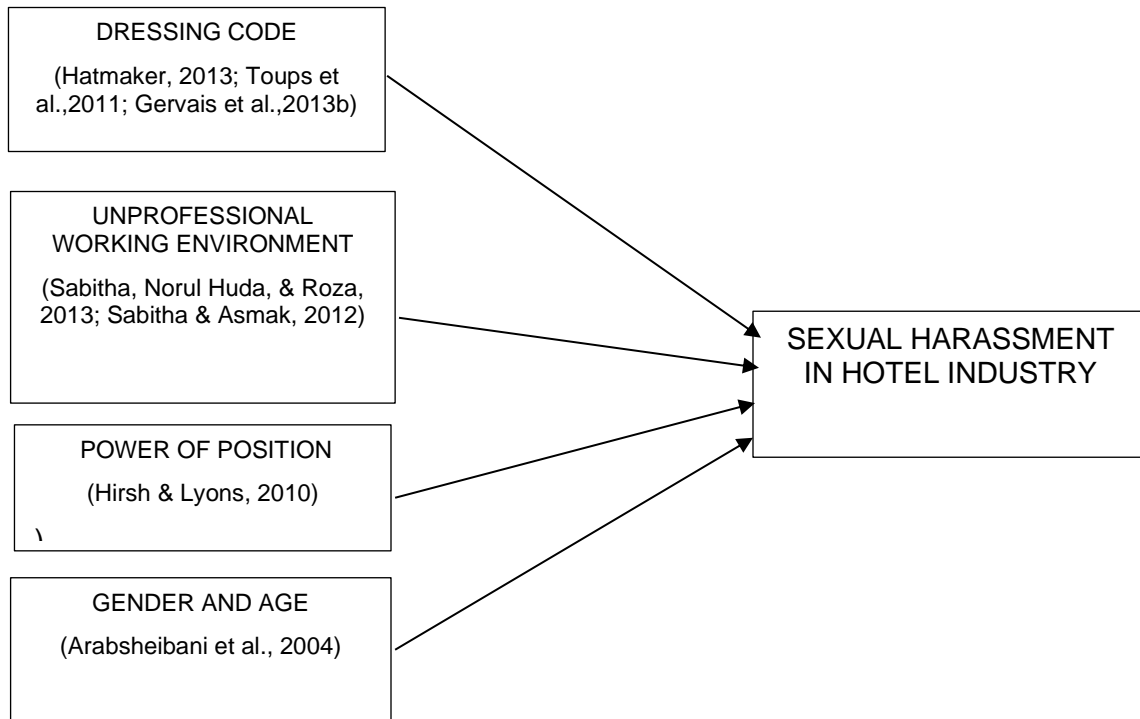 DRESSING CODE
(Hatmaker, 2013; Toups et
al.,2011; Gervais et al.,2013b)
UNPROFESSIONAL
WORKING ENVIRONMENT
(Sabitha, Norul Huda, & Roza,
2013; Sabitha & Asmak, 2012)
POWER OF POSITION
(Hirsh & Lyons, 2010)
)
GENDER AND AGE
(Arabsheibani et al., 2004)
SEXUAL HARASSMENT
IN HOTEL INDUSTRY